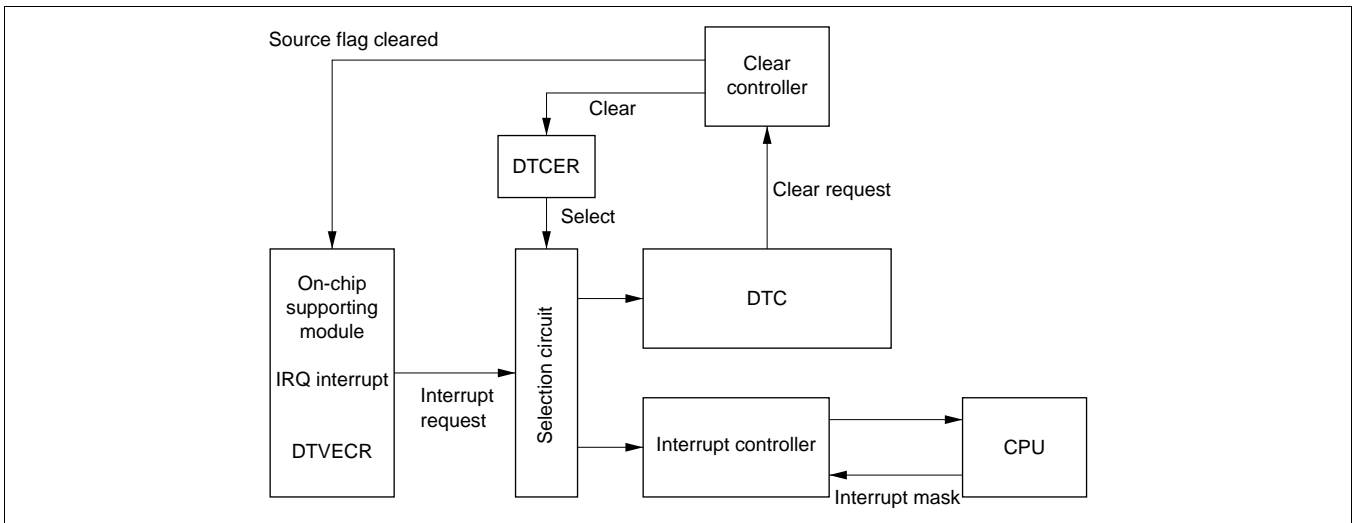 Source flag cleared
Clear
controller
Clear
DTCER
Clear request
Select
On-chip
supporting
module
DTC
Selection circuit
IRQ interrupt
Interrupt
request
Interrupt controller
CPU
DTVECR
Interrupt mask